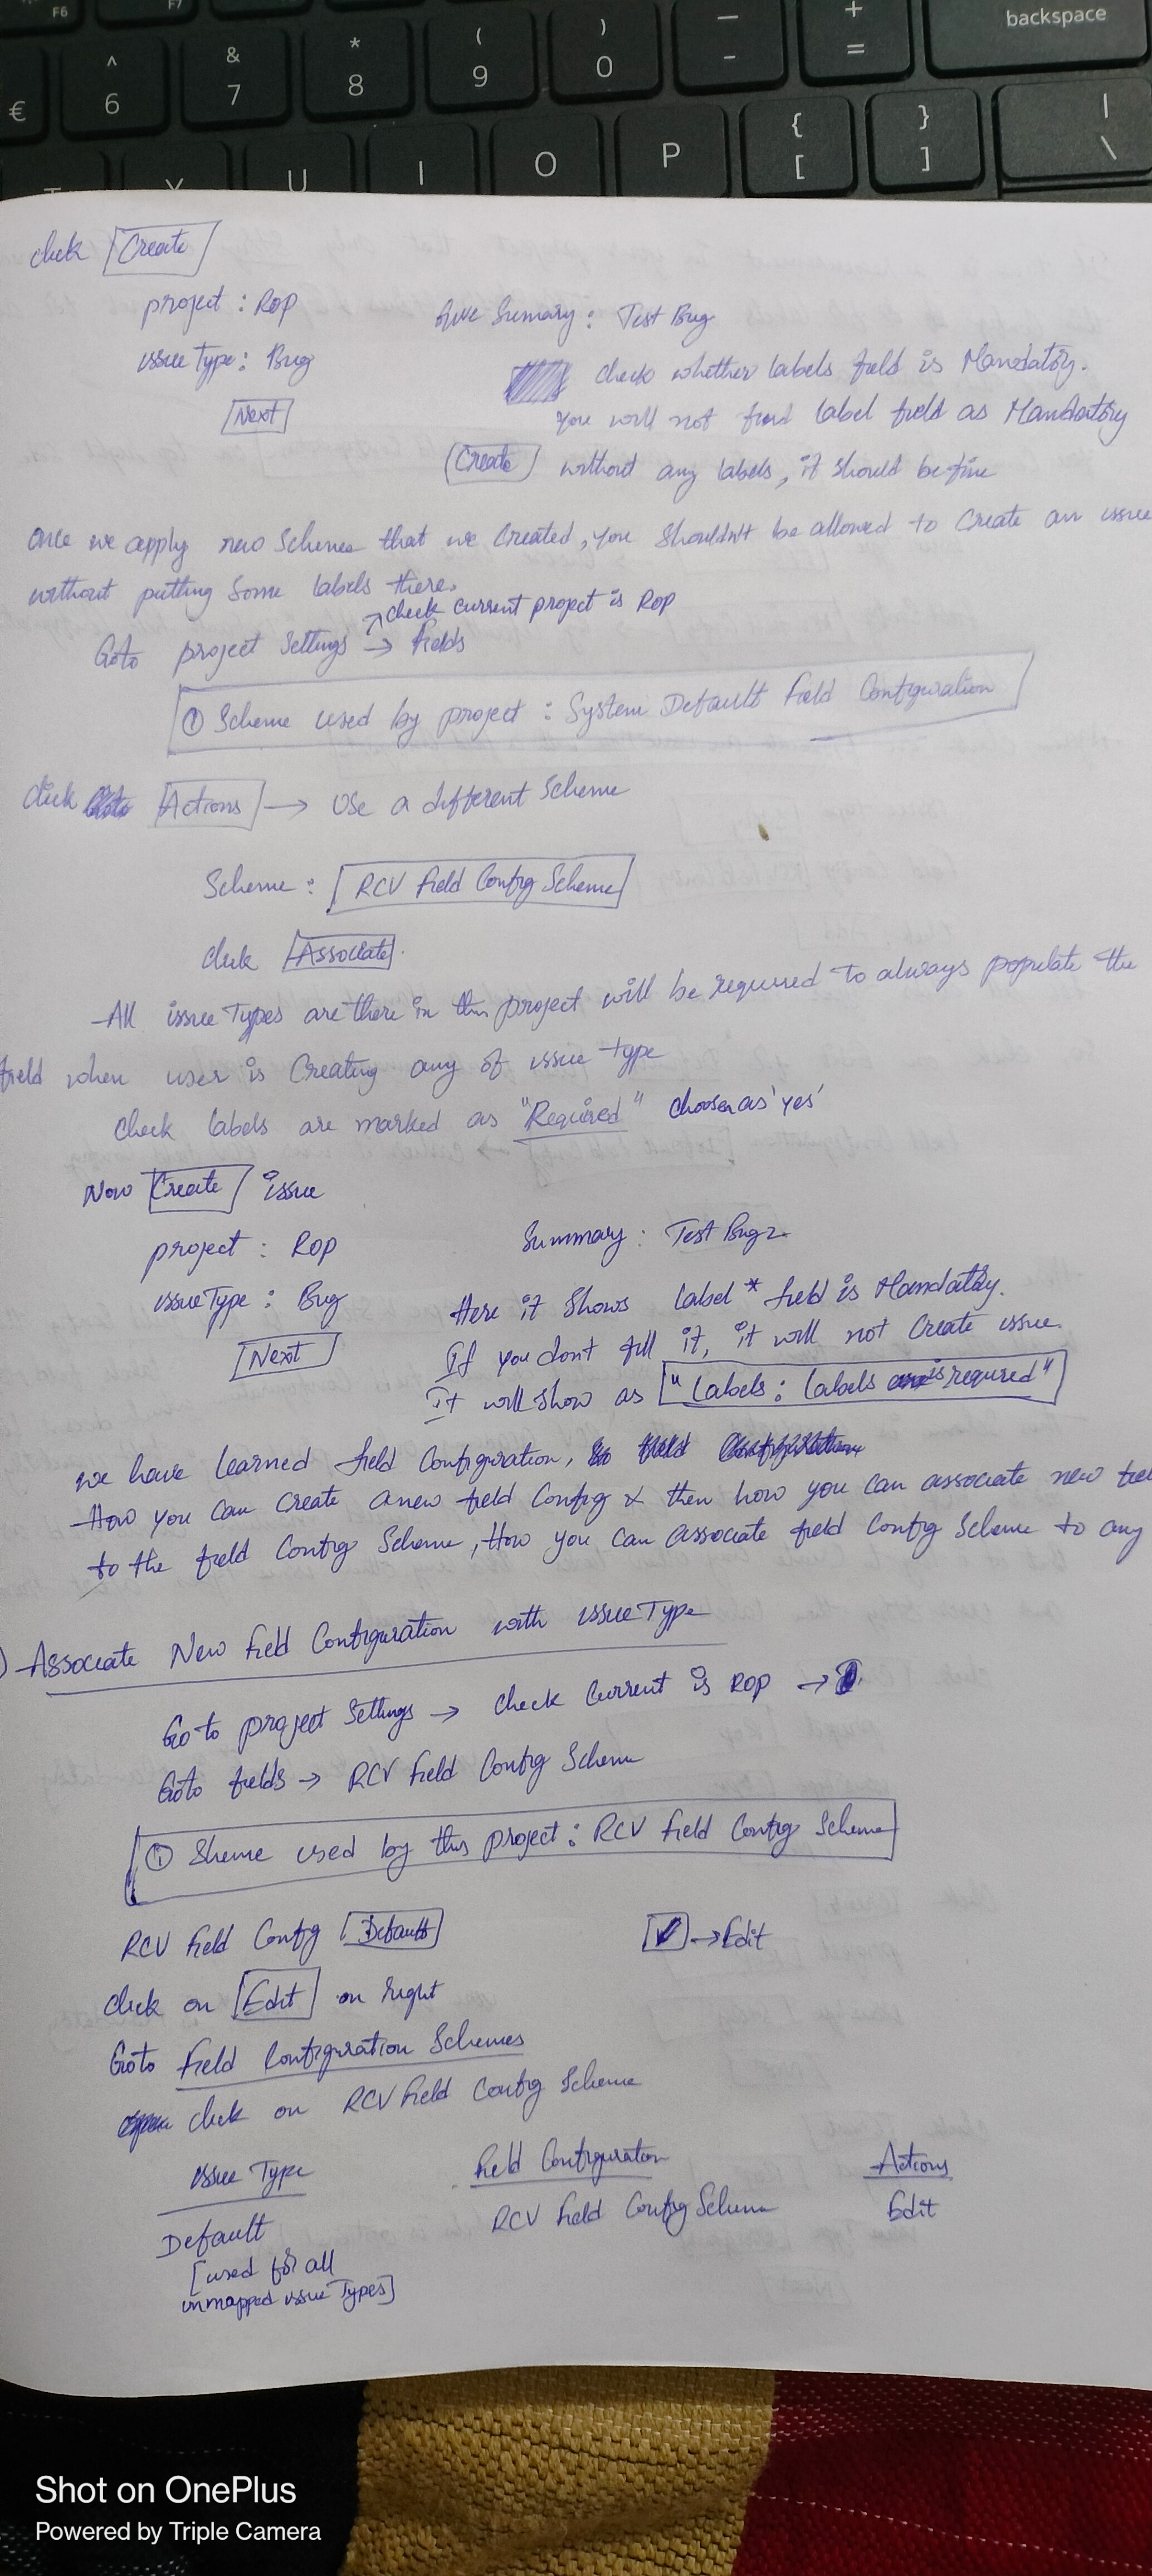 F6 F7
^ 6 & 7 * 8 ( 9 ) 0 _ - + = backspace
€
Y U I O P { [ } ] | \
click Create
project : Rop
Give Sumary : Test Bug
issue Type : Bug
check whether labels field is Mandatory.
Next
You will not find label field as Mandatory
Create without any labels, it should be fine
once we apply new Scheme that we Created, you Shouldn't be allowed to Create an issue
without putting Some labels there.
check current project is Rop
Goto project Settings → fields
① Scheme used by project : System Default field Configuration
click Actions → Use a different Scheme
Scheme : RCV field Config Scheme
click Associate.
All issue Types are there in this project will be required to always populate the
field when user is Creating any of issue type
check labels are marked as "Required" choosen as 'yes'
Now Create issue
project : Rop
Summary : Test Bug2
issue Type : Bug
Here it Shows label * field is Mandatory.
Next
If you dont fill it, it will not Create issue.
It will show as "Labels : labels is required"
we have learned field Configuration,
How you can Create a new field Config & then how you can associate new
to the field Config Scheme, How you can associate field Config Scheme to any
Associate New field Configuration with issue Type
Go to project Settings → check Current is Rop →
Goto fields → RCV field Config Scheme
① Sheme used by this project : RCV field Config Scheme
RCV field Config Default
✓ → Edit
click on Edit on right
Goto field Configuration Schemes
click on RCV field Config Scheme
issue Type field Configuration Actions
Default RCV field Config Scheme Edit
[used for all
unmapped issue Types]
Shot on OnePlus
Powered by Triple Camera